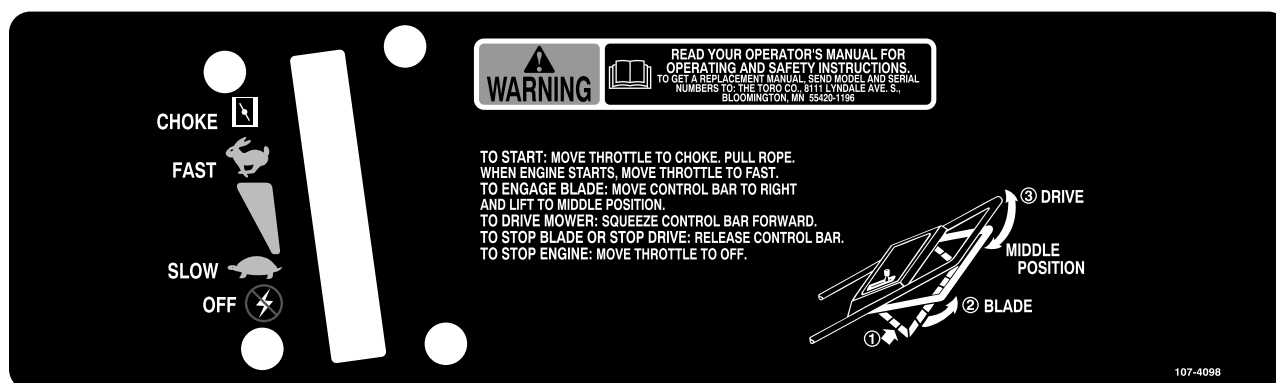 WARNING
READ YOUR OPERATOR'S MANUAL FOR
OPERATING AND SAFETY INSTRUCTIONS.
TO GET A REPLACEMENT MANUAL, SEND MODEL AND SERIAL
NUMBERS TO: THE TORO CO., 8111 LYNDALE AVE. S.,
BLOOMINGTON, MN 55420-1196
CHOKE
FAST
SLOW
OFF
TO START: MOVE THROTTLE TO CHOKE. PULL ROPE.
WHEN ENGINE STARTS, MOVE THROTTLE TO FAST.
TO ENGAGE BLADE: MOVE CONTROL BAR TO RIGHT
AND LIFT TO MIDDLE POSITION.
TO DRIVE MOWER: SQUEEZE CONTROL BAR FORWARD.
TO STOP BLADE OR STOP DRIVE: RELEASE CONTROL BAR.
TO STOP ENGINE: MOVE THROTTLE TO OFF.
③ DRIVE
MIDDLE
POSITION
② BLADE
①
107-4098